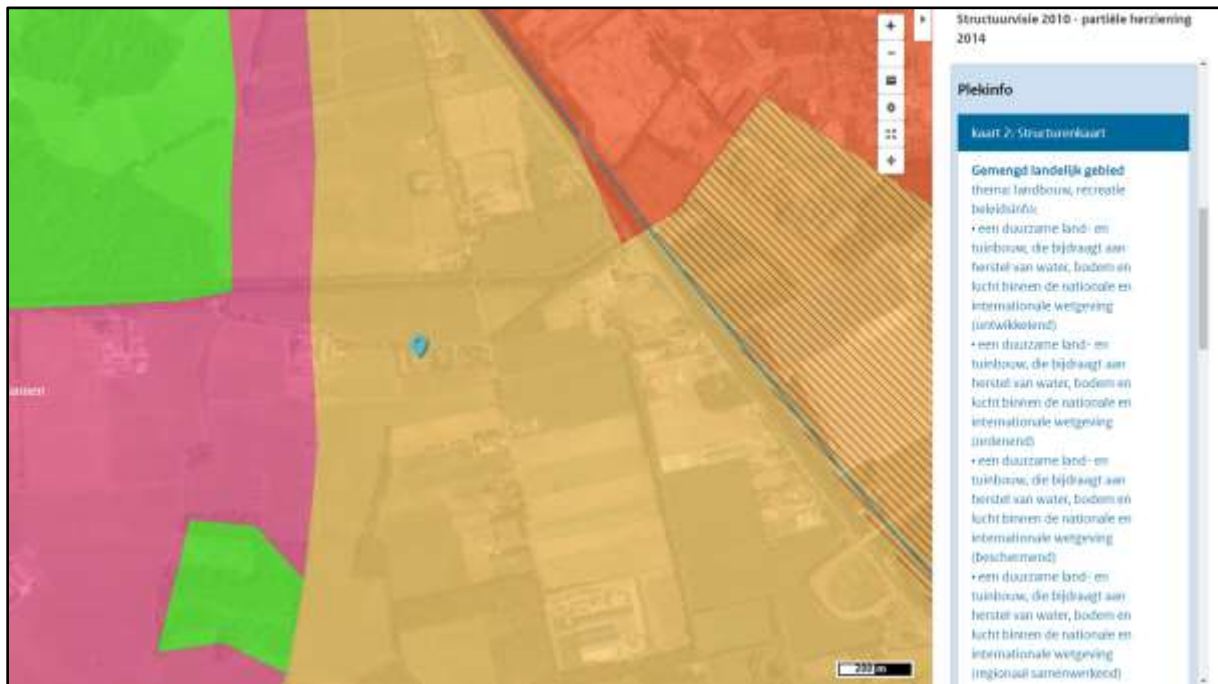 Structuurvisie 2010 - partiële herziening
2014
Plekinfo
kaart 2: Structurenkaart
Gemengd landelijk gebied
thema: landbouw, recreatie
beleidsinfo:
• een duurzame land- en
tuinbouw, die bijdraagt aan
herstel van water, bodem en
lucht binnen de nationale en
internationale wetgeving
(ontwikkelend)
• een duurzame land- en
tuinbouw, die bijdraagt aan
herstel van water, bodem en
lucht binnen de nationale en
internationale wetgeving
(ordenend)
• een duurzame land- en
tuinbouw, die bijdraagt aan
herstel van water, bodem en
lucht binnen de nationale en
internationale wetgeving
(beschermend)
• een duurzame land- en
tuinbouw, die bijdraagt aan
herstel van water, bodem en
lucht binnen de nationale en
internationale wetgeving
(regionaal samenwerkend)
200 m